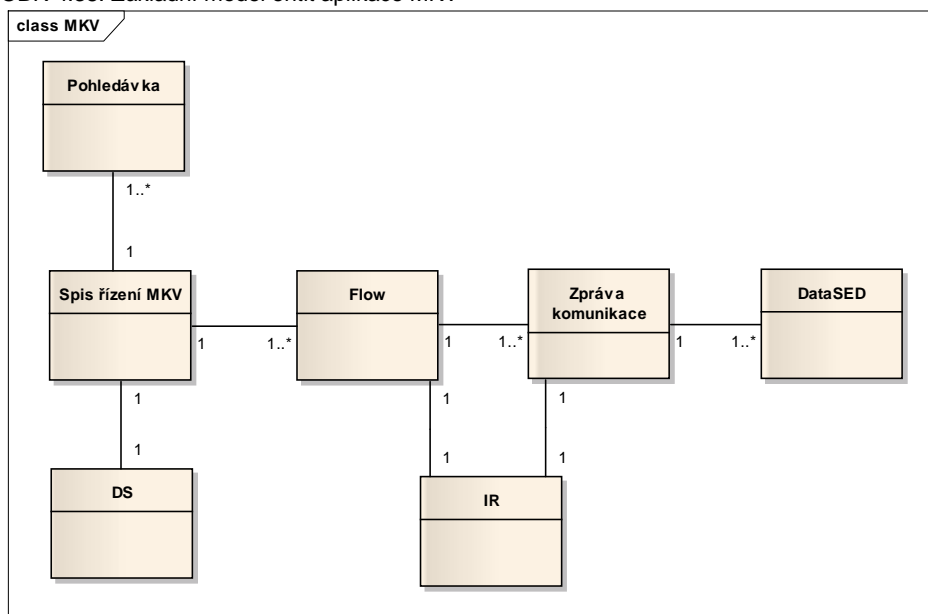 class MKV
Pohledávka
1..*
1
Spis řízení MKV
Flow
Zpráva
komunikace
DataSED
1
1..*
1
1..*
1
1..*
1
1
1
1
1
1
DS
IR